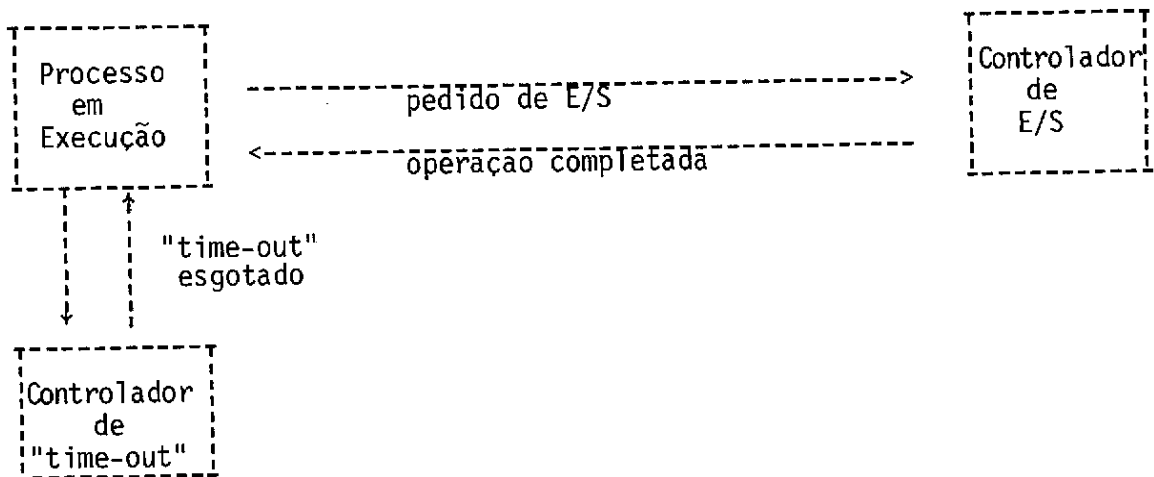 Processo
em
Execução
pedido de E/S
operaçao completada
Controlador
de
E/S
"time-out"
esgotado
Controlador
de
"time-out"